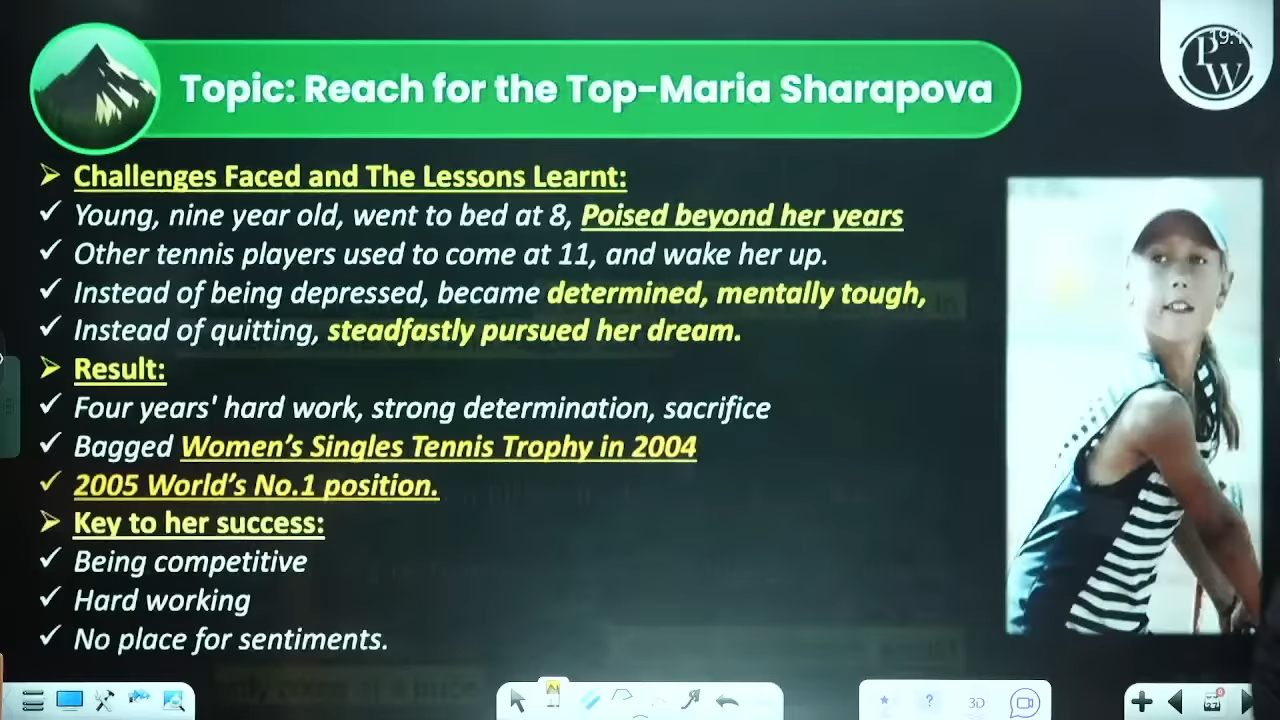 Topic: Reach for the Top-Maria Sharapova
PW
➢ Challenges Faced and The Lessons Learnt:
✓ Young, nine year old, went to bed at 8, Poised beyond her years
✓ Other tennis players used to come at 11, and wake her up.
✓ Instead of being depressed, became determined, mentally tough,
✓ Instead of quitting, steadfastly pursued her dream.
➢ Result:
✓ Four years' hard work, strong determination, sacrifice
✓ Bagged Women’s Singles Tennis Trophy in 2004
✓ 2005 World’s No.1 position.
➢ Key to her success:
✓ Being competitive
✓ Hard working
✓ No place for sentiments.
3D